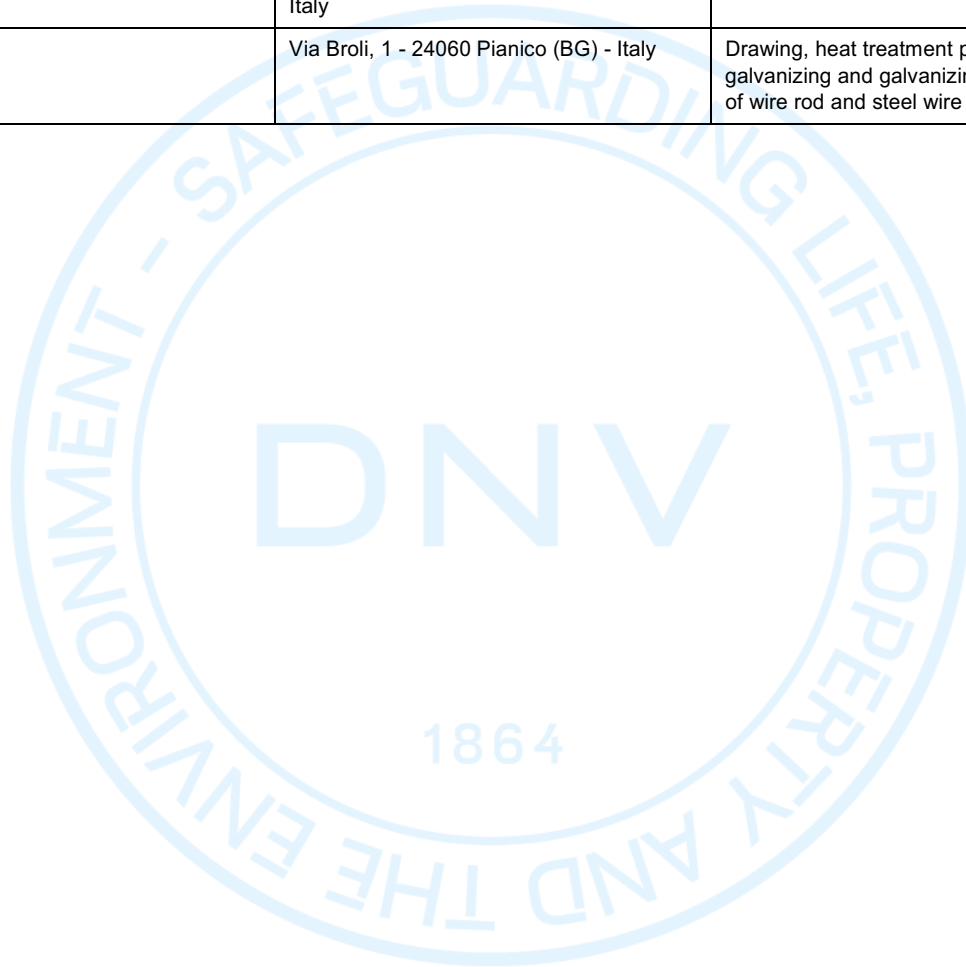 Italy
Via Broli, 1 - 24060 Pianico (BG) - Italy
Drawing, heat treatment
galvanizing and
of wire rod and steel wire
SAFEGUARDING LIFE, PROPERTY AND THE ENVIRONMENT -
DNV
1864